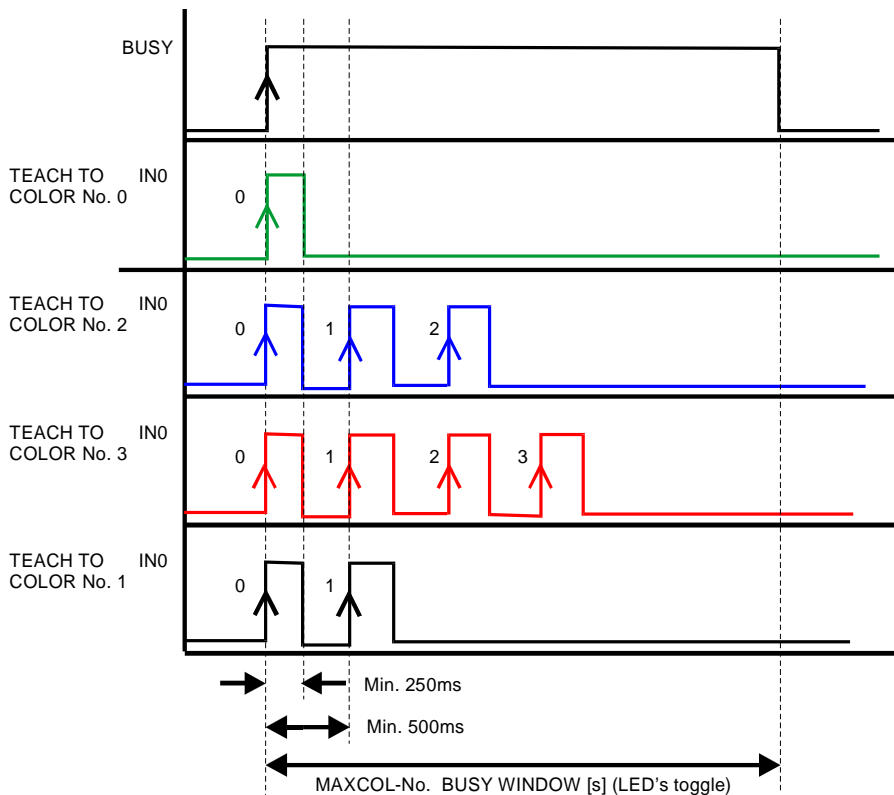 BUSY
TEACH TO IN0
COLOR No. 0
0
TEACH TO IN0
COLOR No. 2
0 1 2
TEACH TO IN0
COLOR No. 3
0 1 2 3
TEACH TO IN0
COLOR No. 1
0 1
Min. 250ms
Min. 500ms
MAXCOL-No. BUSY WINDOW [s] (LED's toggle)